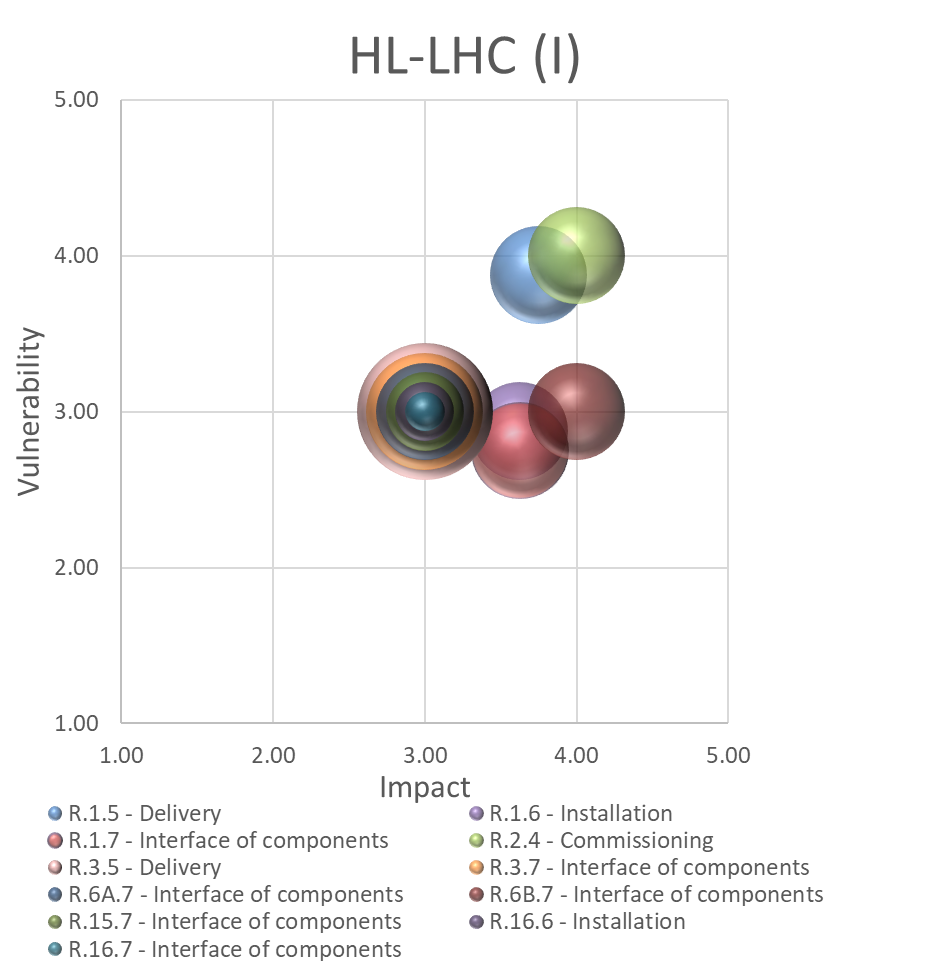 HL-LHC (I)
5.00
4.00
3.00
2.00
1.00
Vulnerability
1.00 2.00 3.00 4.00 5.00
Impact
R.1.5 - Delivery R.1.6 - Installation
R.1.7 - Interface of components R.2.4 - Commissioning
R.3.5 - Delivery R.3.7 - Interface of components
R.6A.7 - Interface of components R.6B.7 - Interface of components
R.15.7 - Interface of components R.16.6 - Installation
R.16.7 - Interface of components